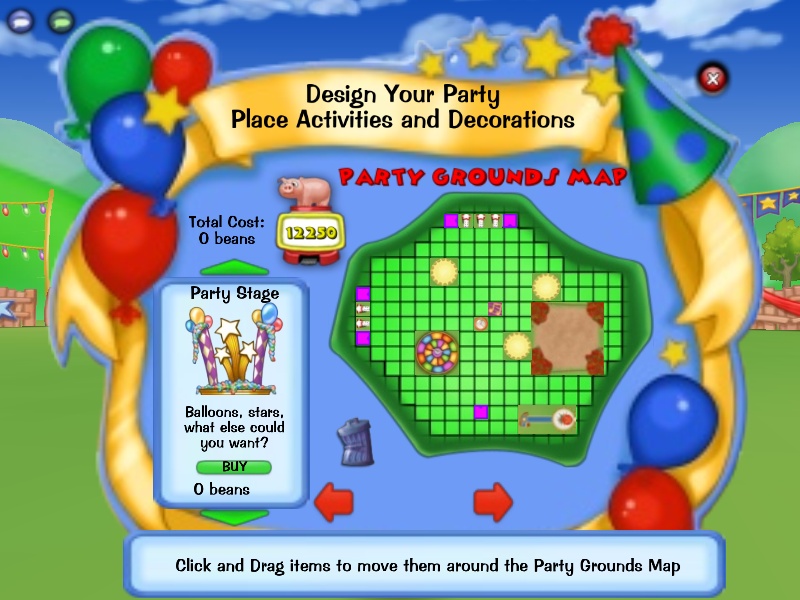 Design Your Party
Place Activities and Decorations
PARTY GROUNDS MAP
Total Cost:
0 beans
12250
Party Stage
Balloons, stars,
what else could
you want?
BUY
0 beans
Click and Drag items to move them around the Party Grounds Map